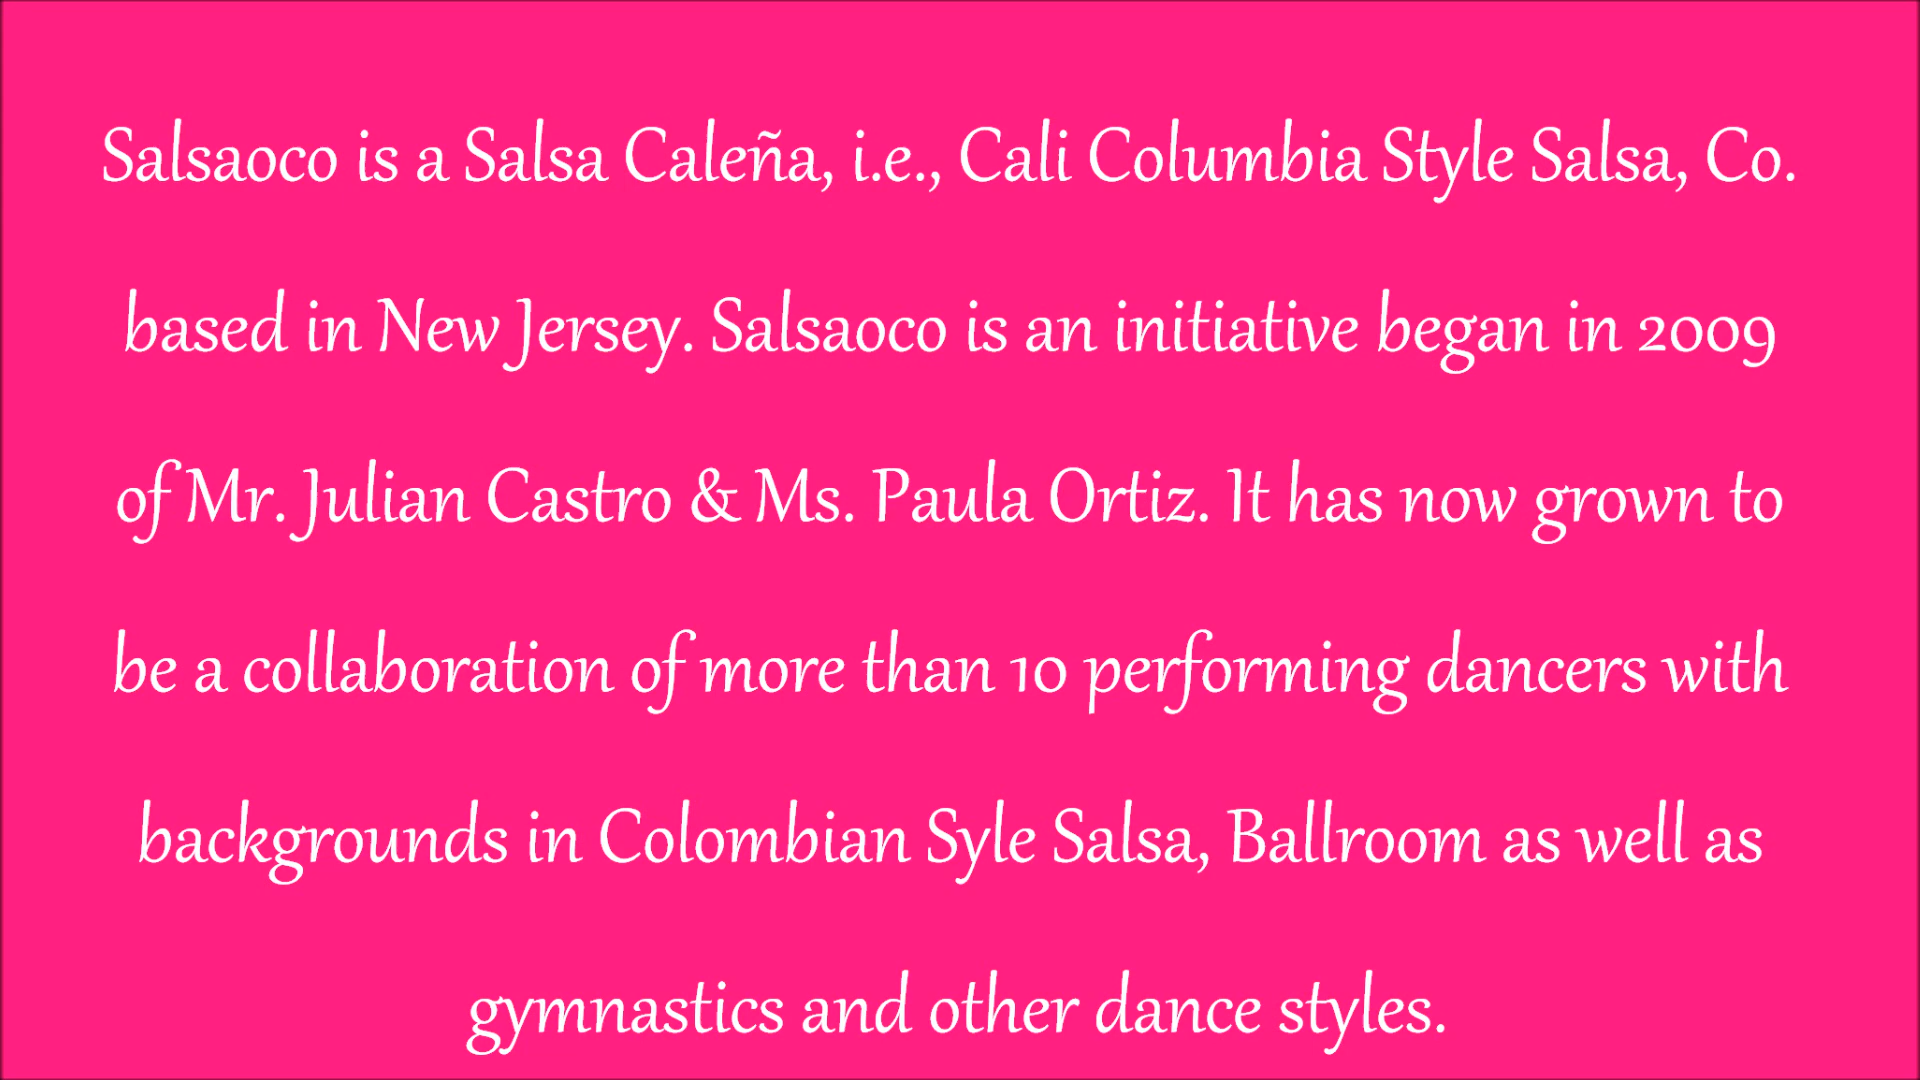 Salsaoco is a Salsa Caleña, i.e., Cali Columbia Style Salsa, Co.
based in New Jersey. Salsaoco is an initiative began in 2009
of Mr. Julian Castro & Ms. Paula Ortiz. It has now grown to
be a collaboration of more than 10 performing dancers with
backgrounds in Colombian Syle Salsa, Ballroom as well as
gymnastics and other dance styles.